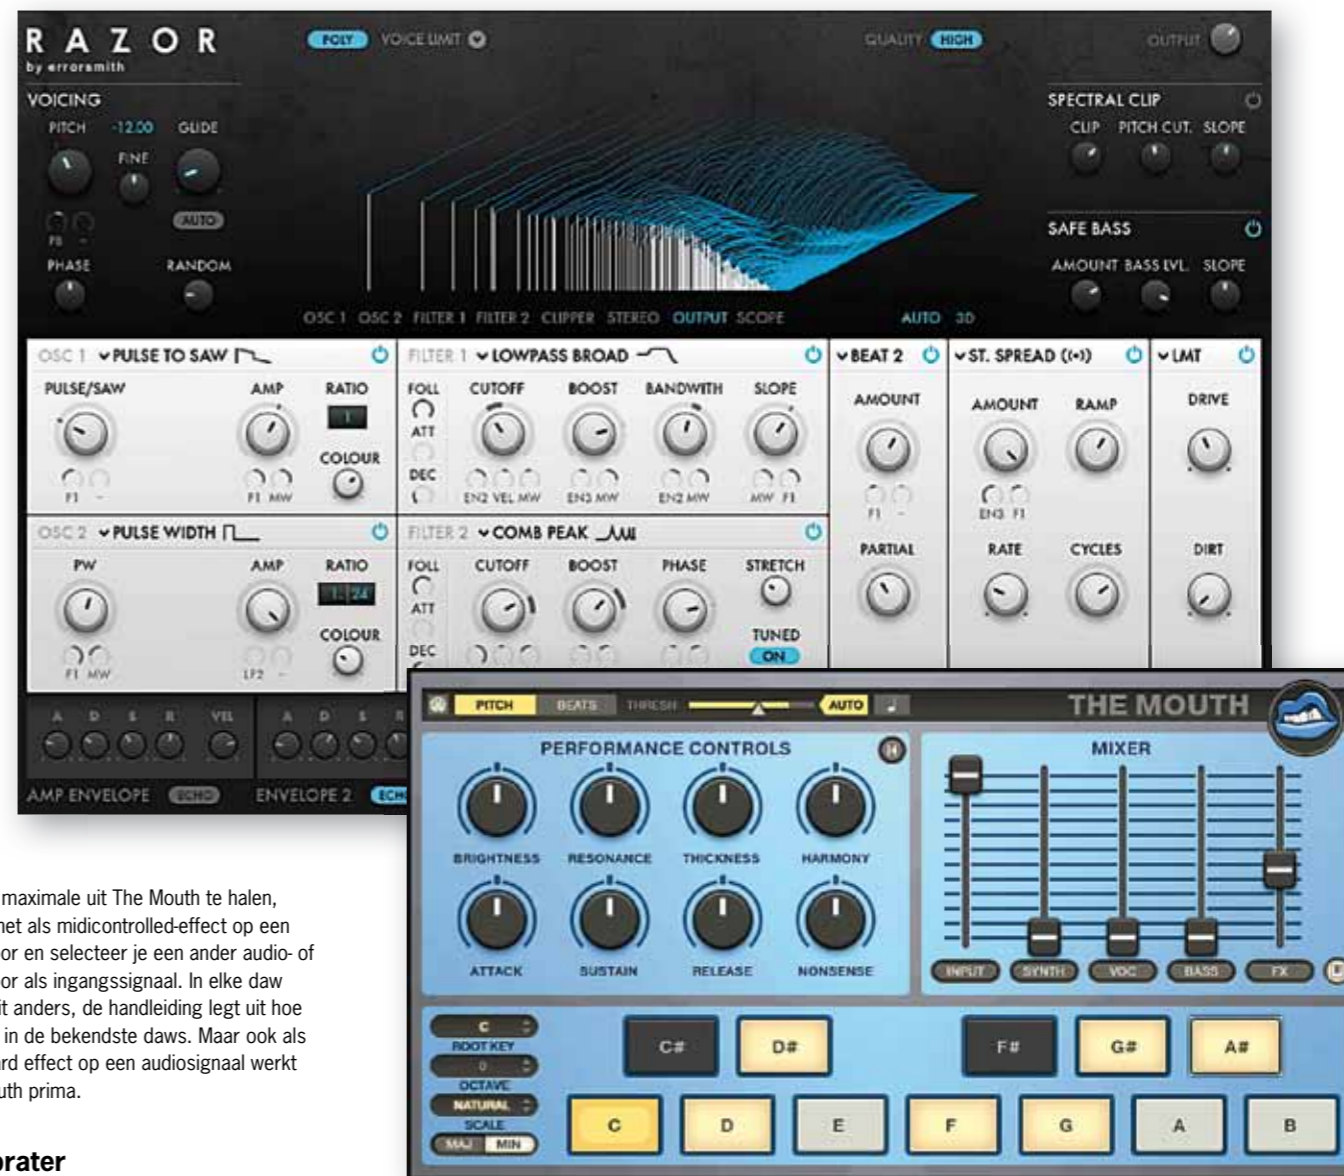 RAZOR
by errorsmith
POLY VOICE LIMIT
QUALITY HIGH
OUTPUT
VOICING
PITCH -12.00 GLIDE
FINE
AUTO
PHASE RANDOM
SPECTRAL CLIP
CLIP PITCH CUT. SLOPE
SAFE BASS
AMOUNT BASS LVL. SLOPE
OSC 1 OSC 2 FILTER 1 FILTER 2 CLIPPER STEREO OUTPUT SCOPE
AUTO 3D
OSC 1 PULSE TO SAW
PULSE/SAW AMP RATIO
1
COLOUR
F1 - F1 MW
FILTER 1 LOWPASS BROAD
FOLL CUTOFF BOOST BANDWITH SLOPE
ATT
DEC
EN2 VEL MW EN3 MW EN2 MW MW F1
BEAT 2
AMOUNT
F1 -
PARTIAL
ST. SPREAD ((•))
AMOUNT RAMP
EN3 F1
RATE CYCLES
LMT
DRIVE
DIRT
OSC 2 PULSE WIDTH
PW AMP RATIO
1. 24
COLOUR
F1 MW LF2 -
FILTER 2 COMB PEAK
FOLL CUTOFF BOOST PHASE STRETCH
ATT
DEC
TUNED
ON
A D S R VEL A D S R
AMP ENVELOPE ECHO ENVELOPE 2 ECHO
PITCH BEATS THRESH AUTO
THE MOUTH
PERFORMANCE CONTROLS
BRIGHTNESS RESONANCE THICKNESS HARMONY
ATTACK SUSTAIN RELEASE NONSENSE
MIXER
INPUT SYNTH VOC BASS FX
C
ROOT KEY
0
OCTAVE
NATURAL
SCALE
MAJ MIN
C# D# F# G# A#
C D E F G A B
maximale uit The Mouth te halen,
het als midicontrolled-effect op een
oor en selecteer je een ander audio- of
oor als ingangssignaal. In elke daw
it anders, de handleiding legt uit hoe
in de bekendste daws. Maar ook als
ard effect op een audiosignaal werkt
uth prima.
prater